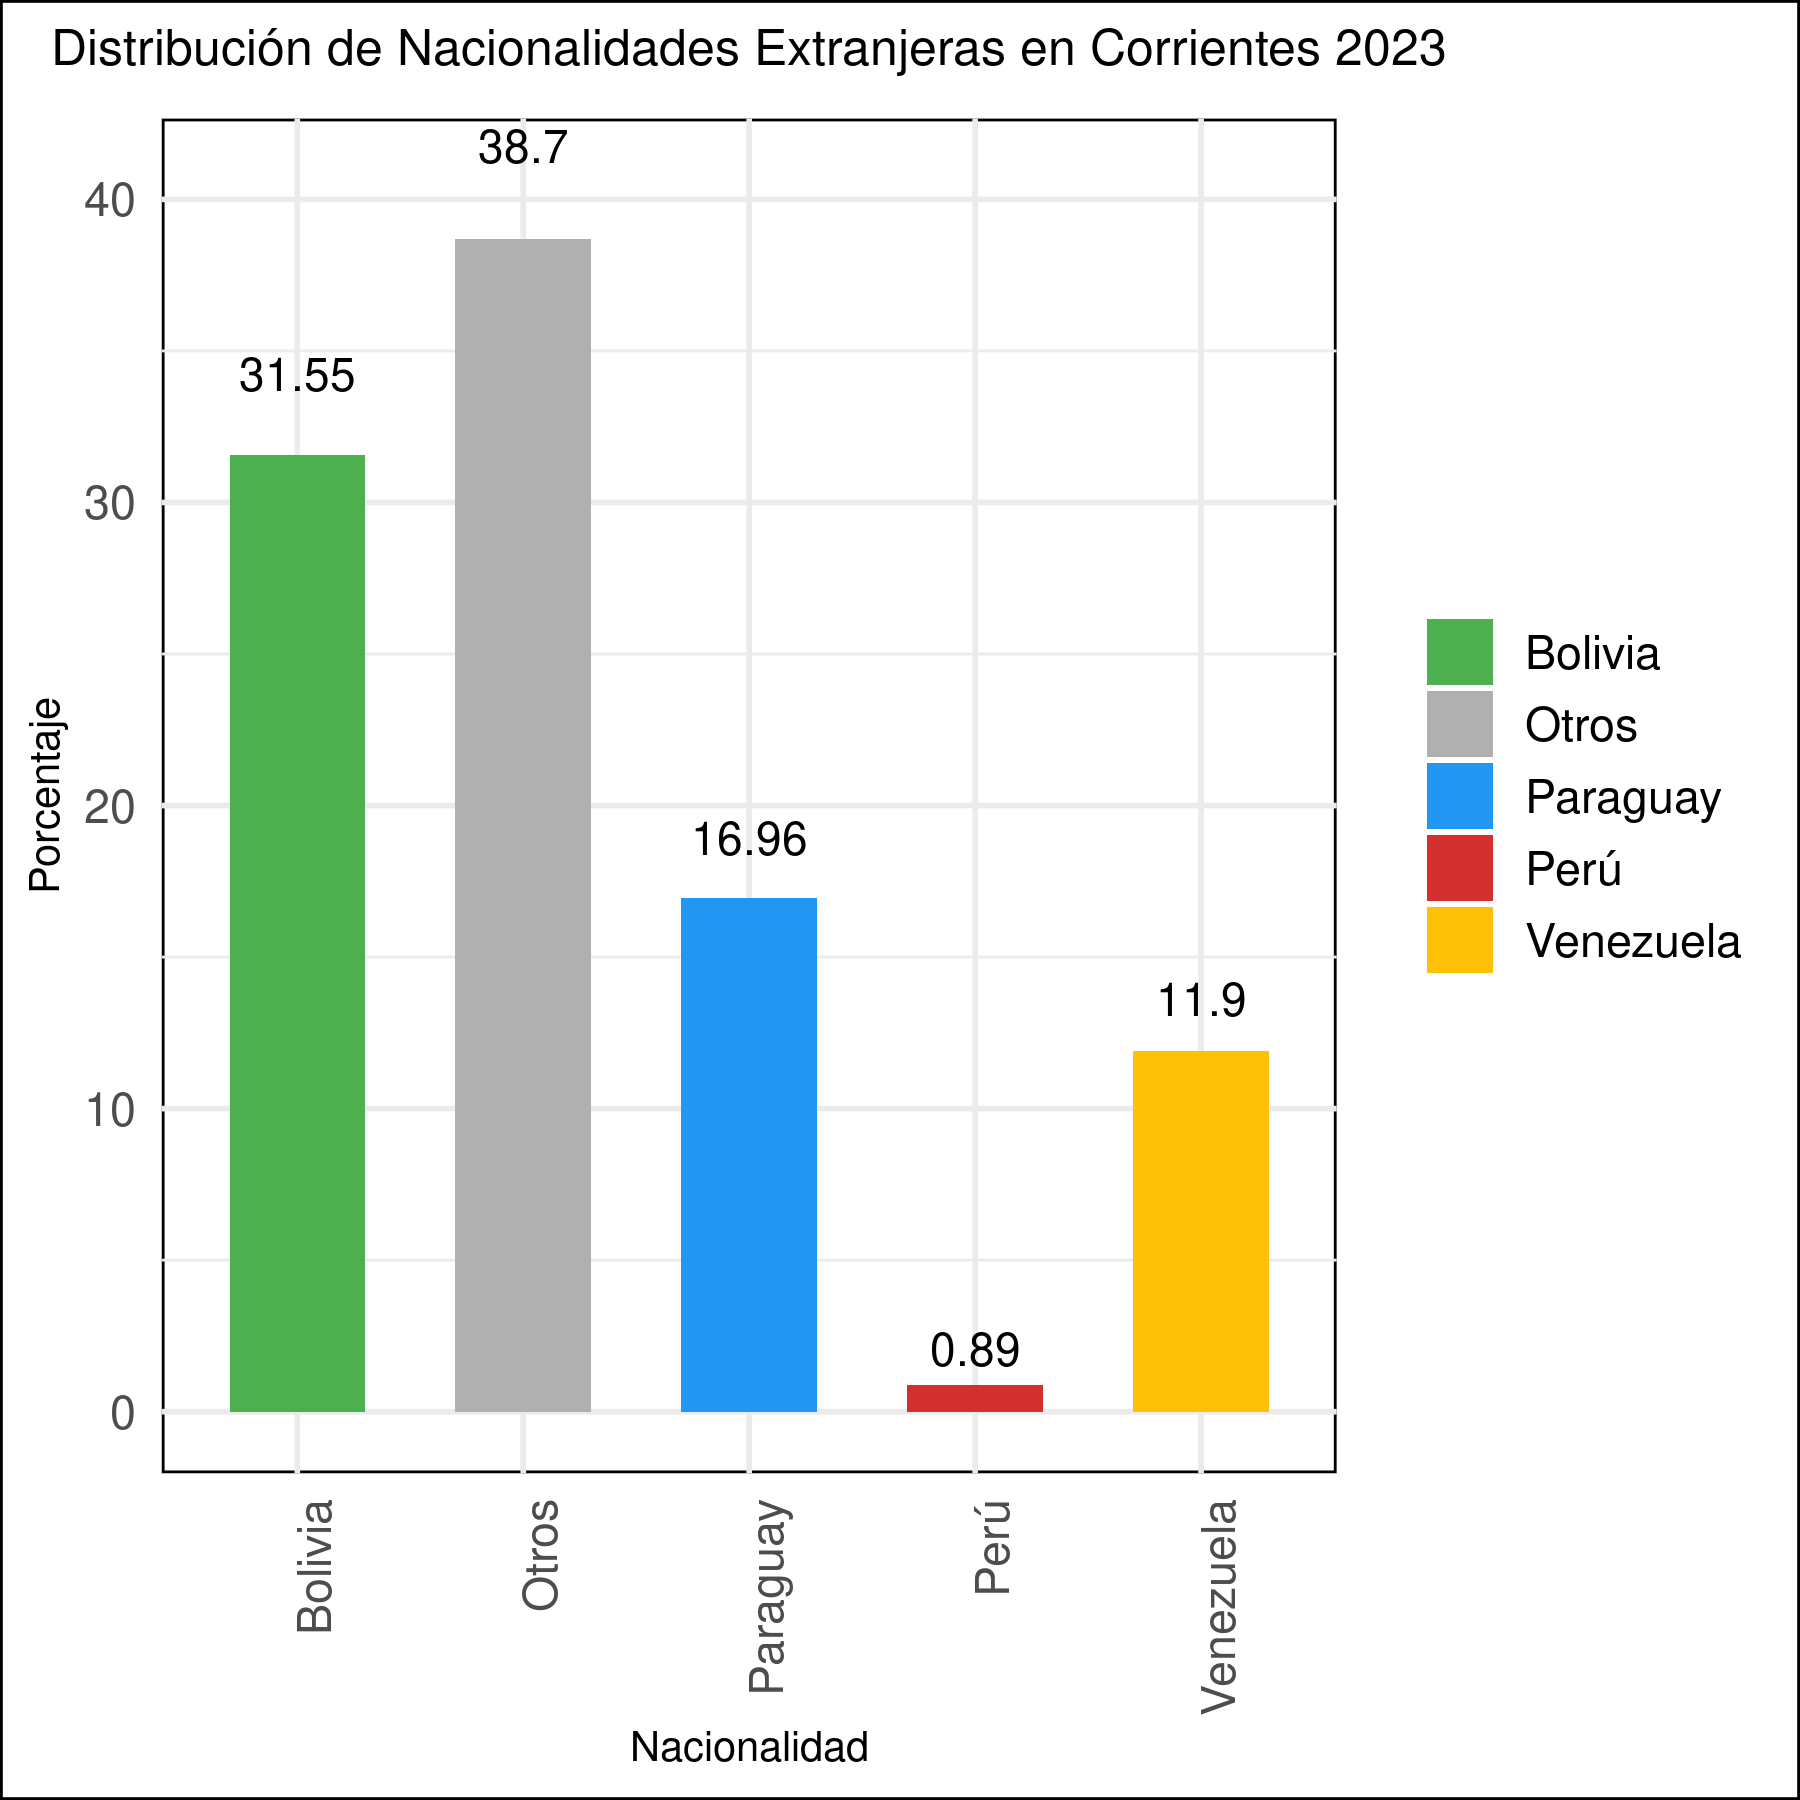 Distribución de Nacionalidades Extranjeras en Corrientes 2023
Porcentaje
40
30
20
10
0
31.55
38.7
16.96
0.89
11.9
Bolivia
Otros
Paraguay
Perú
Venezuela
Nacionalidad
Bolivia
Otros
Paraguay
Perú
Venezuela